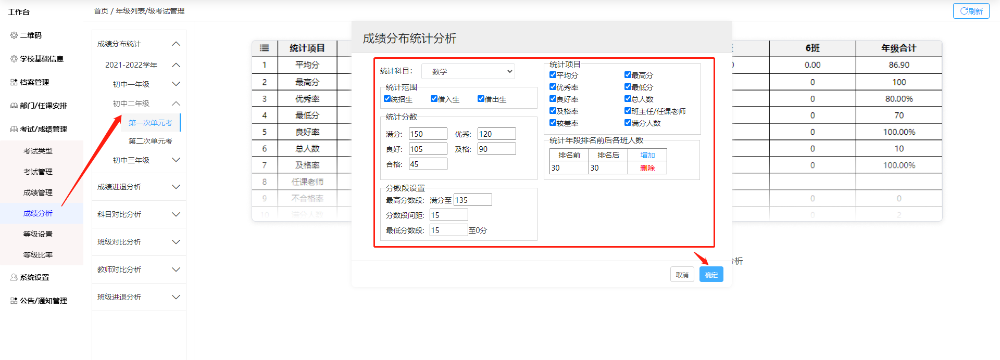 工作台
首页 / 年级列表/级考试管理
刷新
二维码
学校基础信息
档案管理
部门/任课安排
考试/成绩管理
考试类型
考试管理
成绩管理
成绩分析
等级设置
等级比率
系统设置
公告/通知管理
成绩分布统计
2021-2022学年
初中一年级
初中二年级
第一次单元考
第二次单元考
初中三年级
成绩进退分析
科目对比分析
班级对比分析
教师对比分析
班级进退分析
统计项目
1 平均分
2 最高分
3 优秀率
4 最低分
5 良好率
6 总人数
7 及格率
8 任课老师
9 不合格率
10 满分人数
成绩分布统计分析
统计科目: 数学
统计范围
统招生 借入生 借出生
统计分数
满分: 150 优秀: 120
良好: 105 及格: 90
合格: 45
分数段设置
最高分数段: 满分至 135
分数段间距: 15
最低分数段: 15 至0分
统计项目
平均分 最高分
优秀率 最低分
良好率 总人数
及格率 班主任/任课老师
较差率 满分人数
统计年段排名前后各班人数
排名前 排名后 增加
30 30 删除
取消 确定
6班 年级合计
0.00 86.90
0 100
0 80.00%
0 70
0 100.00%
0 10
0 100.00%
0 0
0 2
析